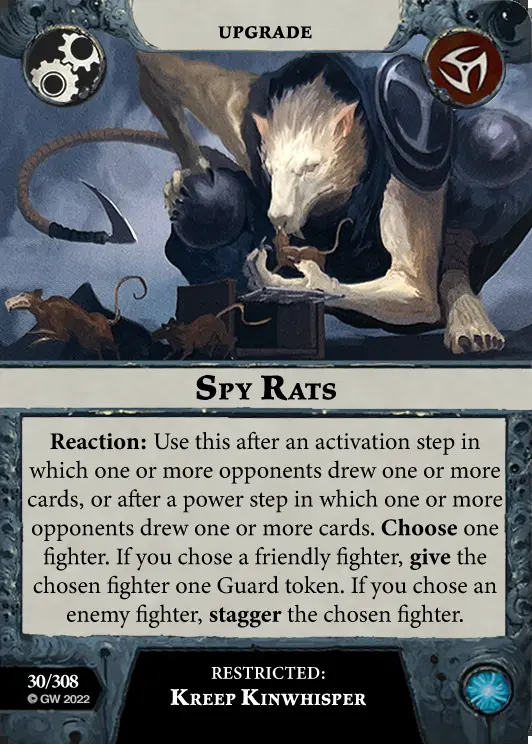 UPGRADE
SPY RATS
Reaction: Use this after an activation step in
which one or more opponents drew one or more
cards, or after a power step in which one or more
opponents drew one or more cards. Choose one
fighter. If you chose a friendly fighter, give the
chosen fighter one Guard token. If you chose an
enemy fighter, stagger the chosen fighter.
30/308
© GW 2022
RESTRICTED:
KREEP KINWHISPER